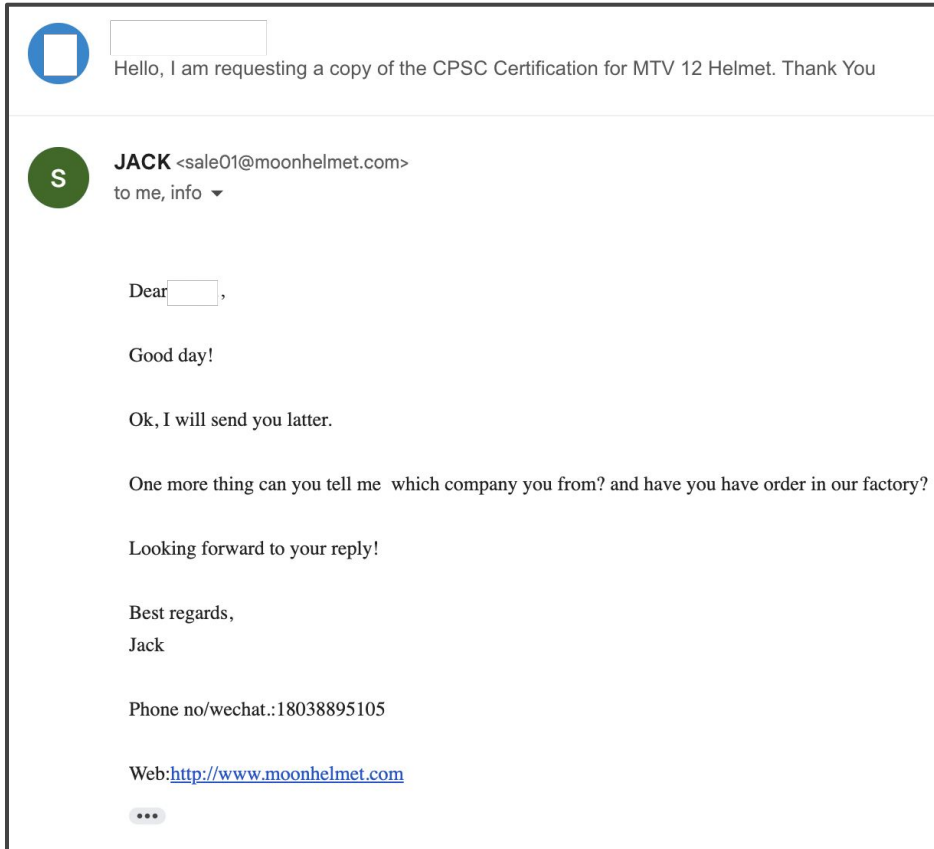 Hello, I am requesting a copy of the CPSC Certification for MTV 12 Helmet. Thank You
S
JACK <sale01@moonhelmet.com>
to me, info
Dear ,
Good day!
Ok, I will send you latter.
One more thing can you tell me  which company you from? and have you have order in our factory?
Looking forward to your reply!
Best regards,
Jack
Phone no/wechat.:18038895105
Web:http://www.moonhelmet.com